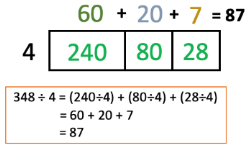 60 + 20 + 7 = 87
4 240 80 28
348 ÷ 4 = (240÷4) + (80÷4) + (28÷4)
= 60 + 20 + 7
= 87